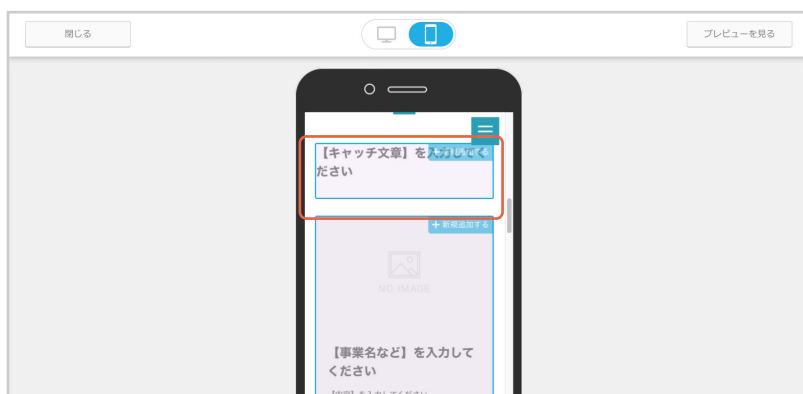 閉じる
プレビューを見る
【キャッチ文章】を入力してく
ださい
+ 新規追加する
NO IMAGE
【事業名など】を入力して
ください